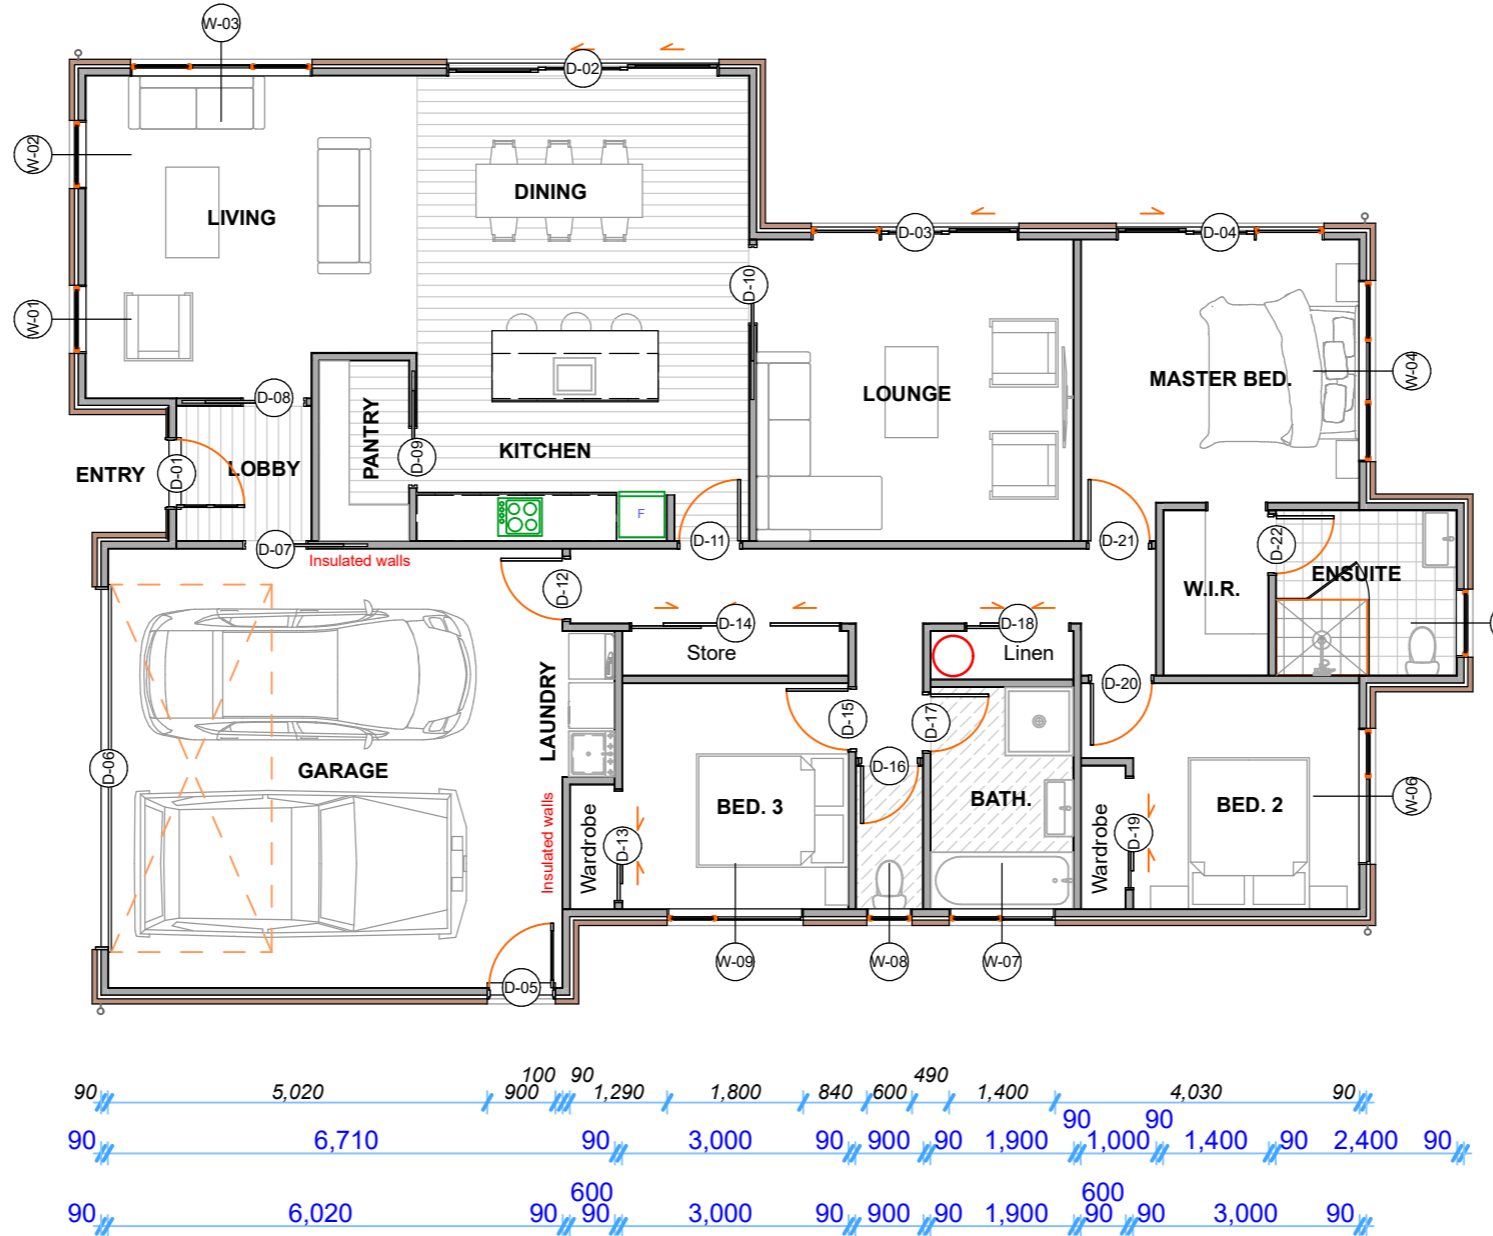 W-03
D-02
W-02
DINING
LIVING
D-03
D-04
D-10
W-01
W-04
MASTER BED.
LOUNGE
D-08
PANTRY
KITCHEN
D-09
ENTRY
D-01
LOBBY
F
D-07
Insulated walls
D-11
D-21
D-22
ENSUITE
D-12
W.I.R.
D-14
D-18
Store
Linen
LAUNDRY
D-20
D-15
D-17
D-06
GARAGE
D-16
BED. 3
BATH.
BED. 2
W-06
Insulated walls
Wardrobe
D-13
Wardrobe
D-19
W-09
W-08
W-07
D-05
100 90 490
90 5,020 900 1,290 1,800 840 600 1,400 4,030 90
90 90
90 6,710 90 3,000 90 900 90 1,900 1,000 1,400 90 2,400 90
600 600
90 6,020 90 90 3,000 90 900 90 1,900 90 90 3,000 90